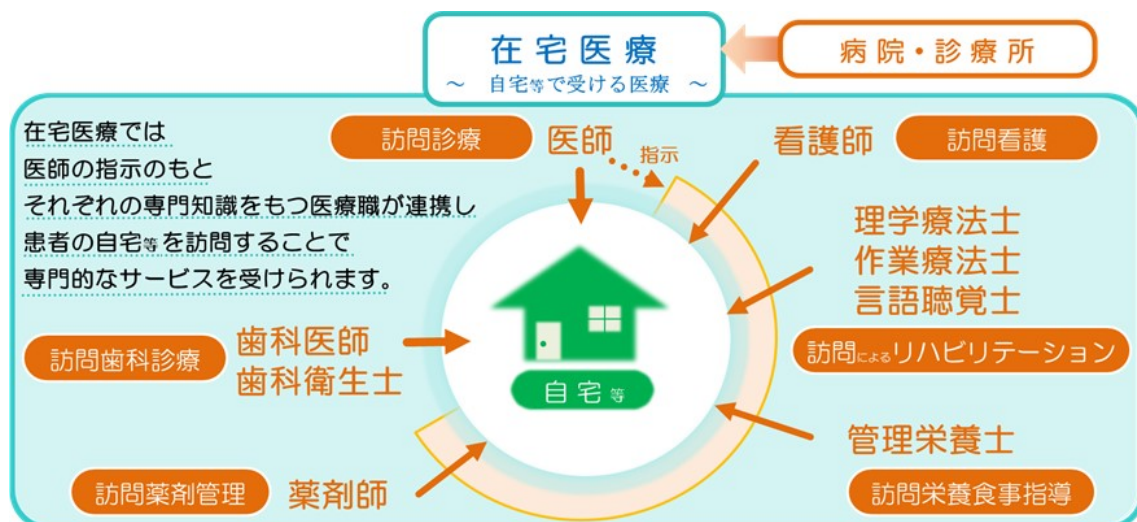 在宅医療
～ 自宅等で受ける医療 ～
病院・診療所
在宅医療では
医師の指示のもと
それぞれの専門知識をもつ医療職が連携し
患者の自宅等を訪問することで
専門的なサービスを受けられます。
訪問診療
医師
指示
看護師
訪問看護
理学療法士
作業療法士
言語聴覚士
訪問によるリハビリテーション
訪問歯科診療
歯科医師
歯科衛生士
自宅等
管理栄養士
訪問栄養食事指導
訪問薬剤管理
薬剤師